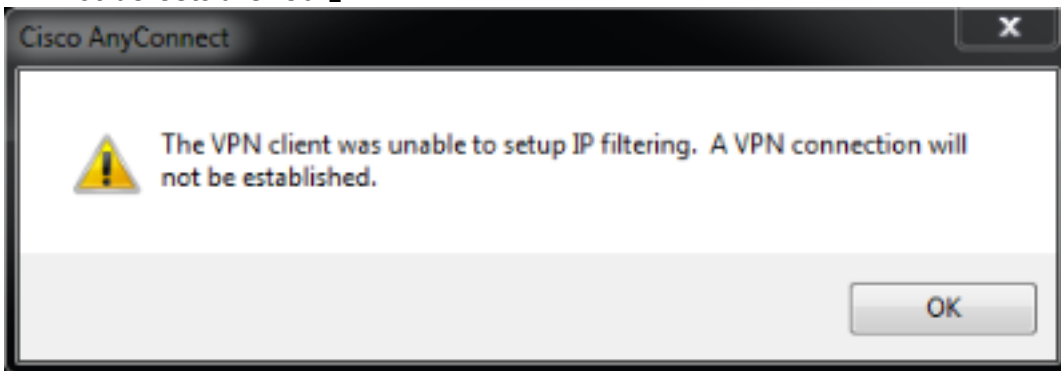 Cisco AnyConnect
The VPN client was unable to setup IP filtering. A VPN connection will
not be established.
OK